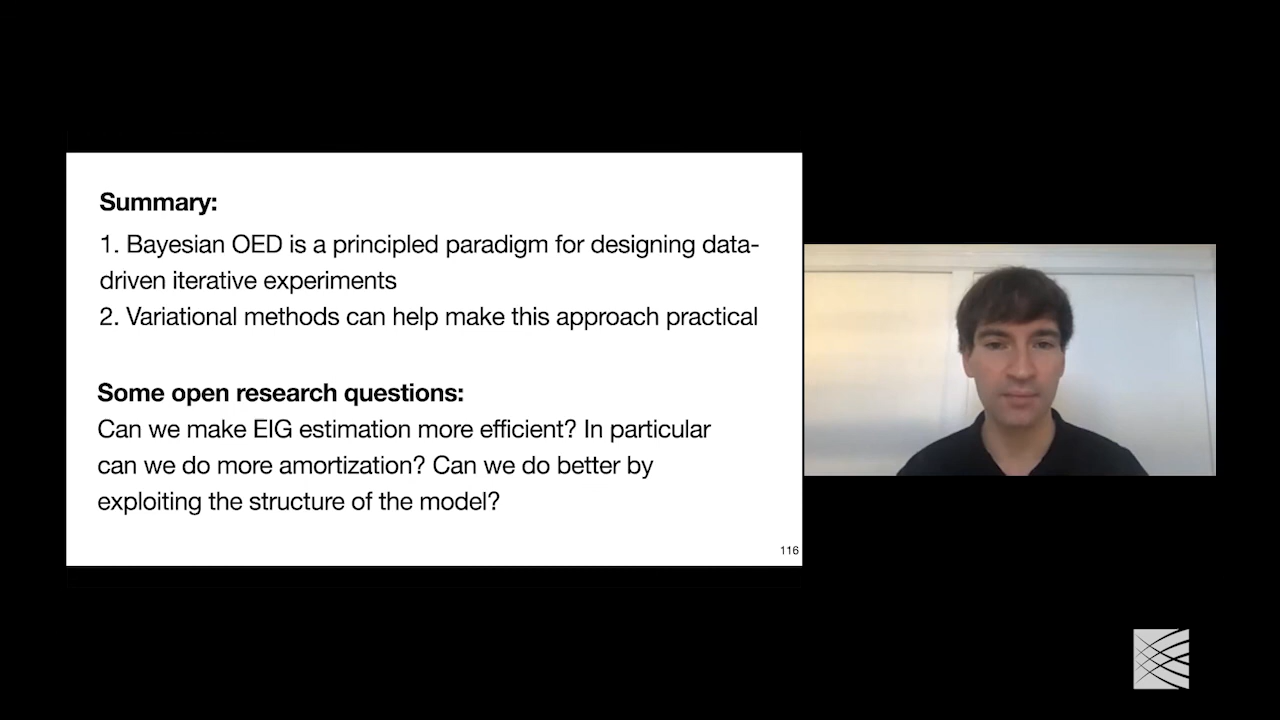 Summary:
1. Bayesian OED is a principled paradigm for designing data-
driven iterative experiments
2. Variational methods can help make this approach practical
Some open research questions:
Can we make EIG estimation more efficient? In particular
can we do more amortization? Can we do better by
exploiting the structure of the model?
116